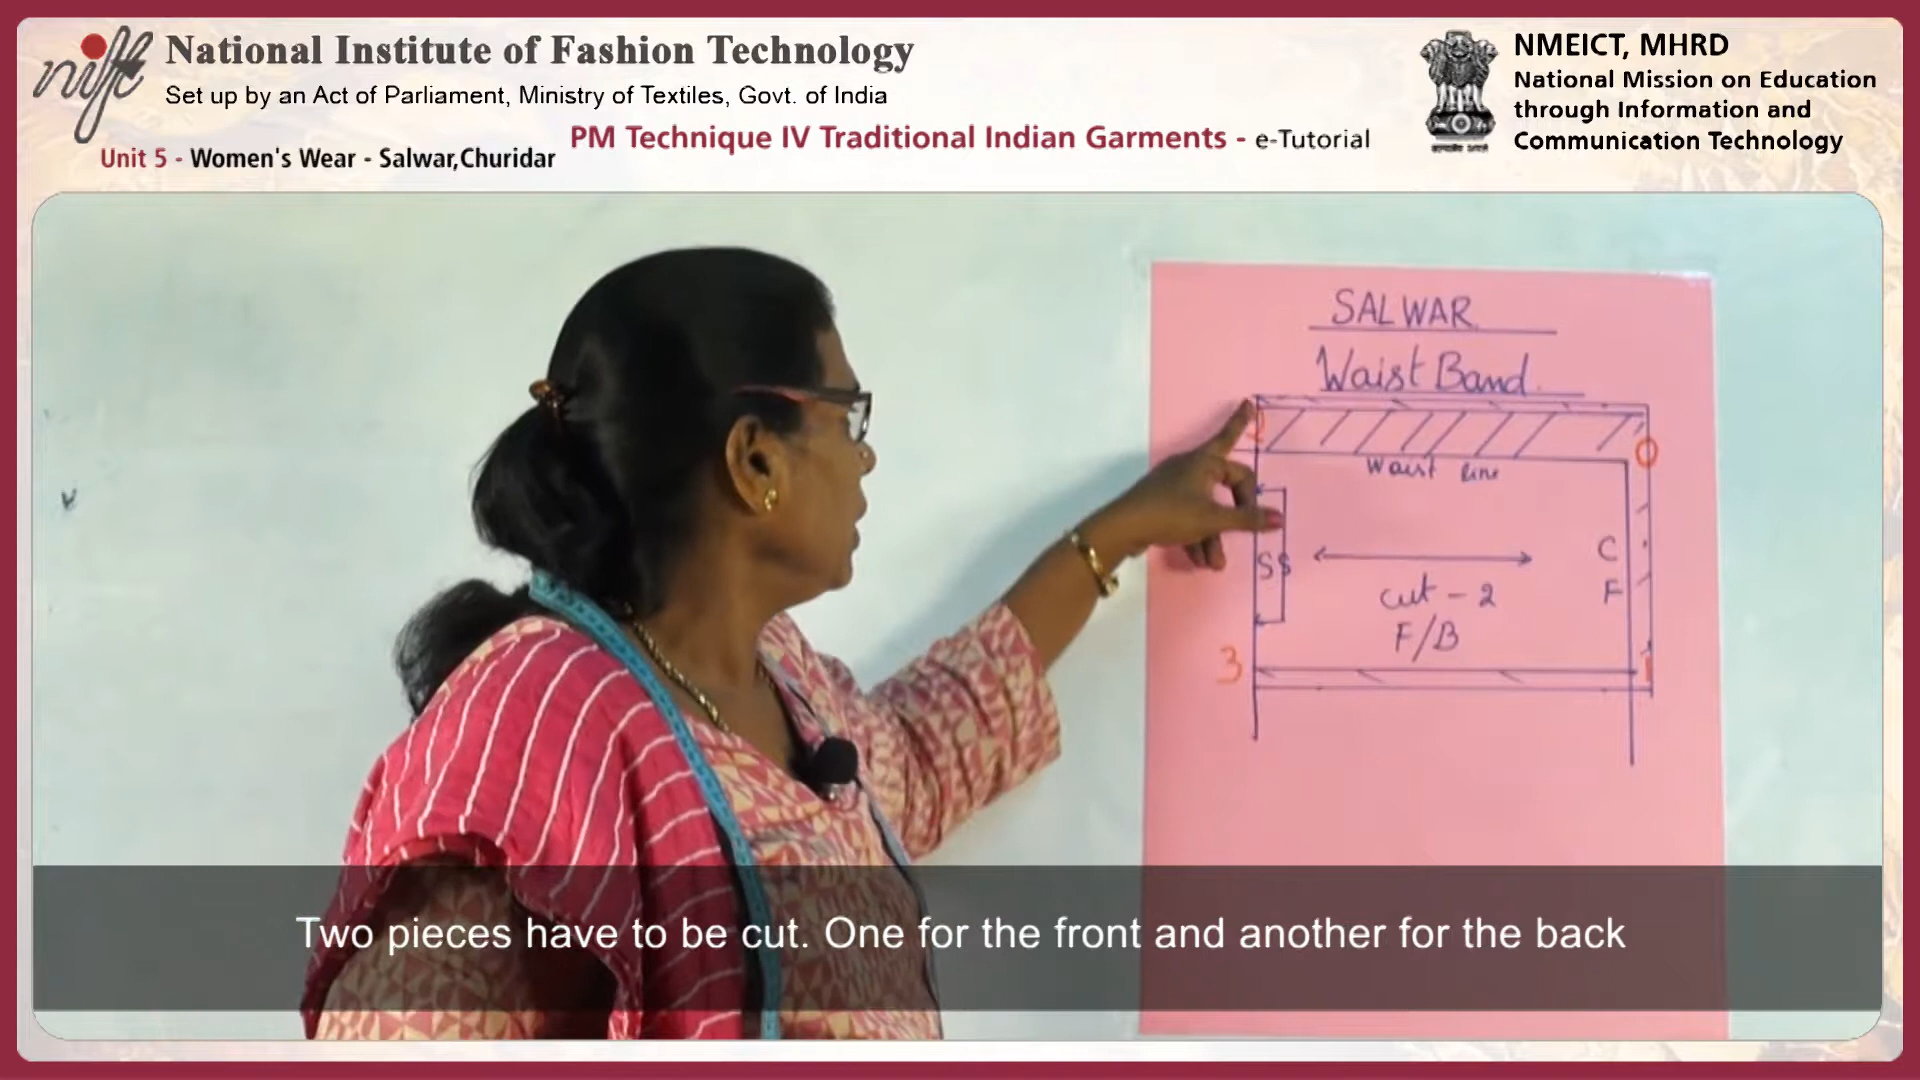 nift
National Institute of Fashion Technology
Set up by an Act of Parliament, Ministry of Textiles, Govt. of India
PM Technique IV Traditional Indian Garments - e-Tutorial
Unit 5 - Women's Wear - Salwar,Churidar
NMEICT, MHRD
National Mission on Education
through Information and
Communication Technology
SALWAR
Waist Band
0
Waist line
SS
C
F
cut - 2
F/B
3
1
Two pieces have to be cut. One for the front and another for the back